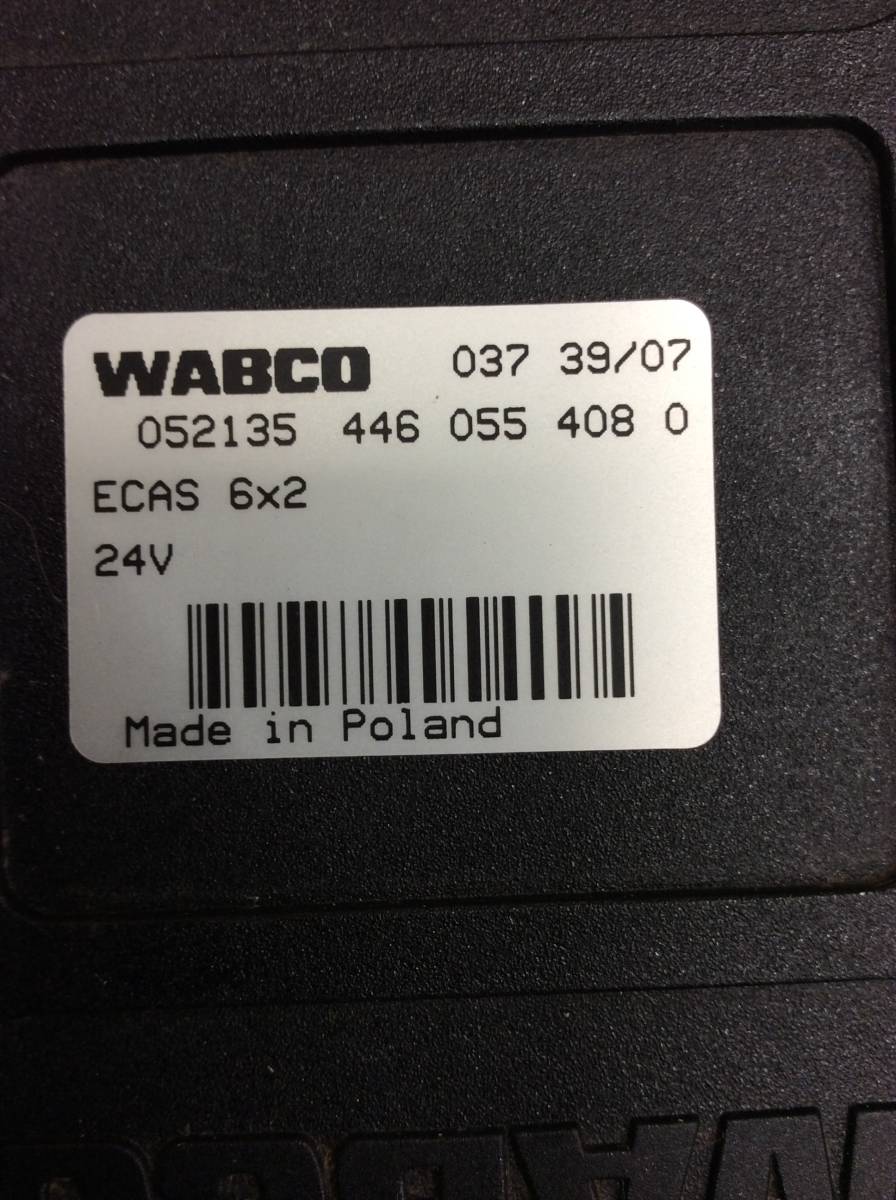 WABCO 037 39/07
052135 446 055 408 0
ECAS 6x2
24V
Made in Poland